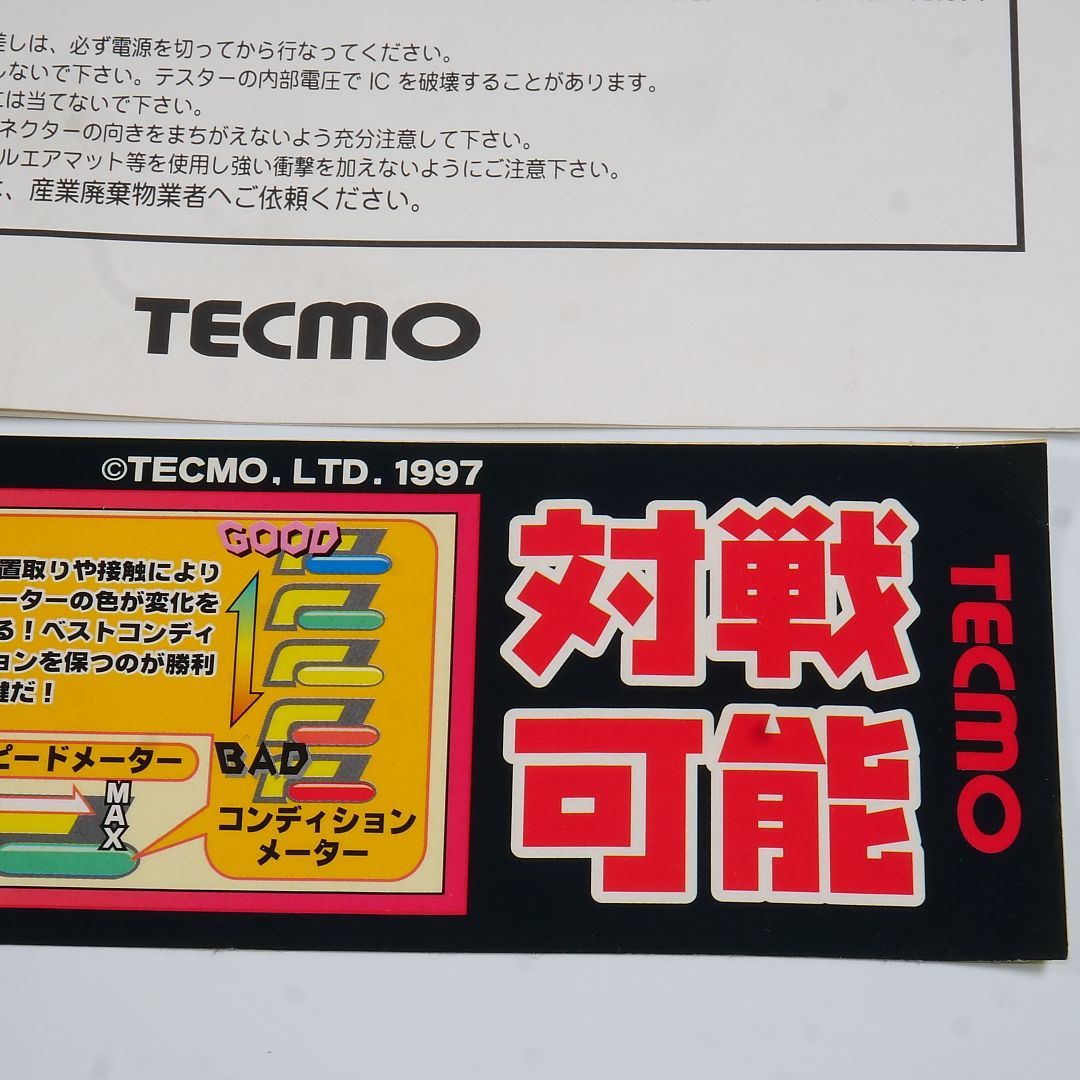 差しは、必ず電源を切ってから行なってください。
しないで下さい。テスターの内部電圧で IC を破壊することがあります。
には当てないで下さい。
ネクターの向きをまちがえないよう充分注意して下さい。
ルエアマット等を使用し強い衝撃を加えないようにご注意下さい。
、産業廃棄物業者へご依頼ください。
TECMO
©TECMO, LTD. 1997
GOOD
置取りや接触により
ーターの色が変化を
る！ベストコンディ
ョンを保つのが勝利
鍵だ！
BAD
ピードメーター
MAX
コンディション
メーター
対戦
可能
TECMO